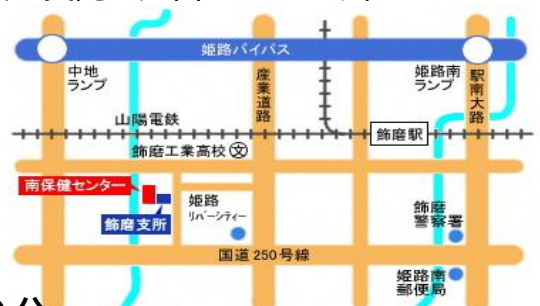 姫路バイパス
中地
ランプ
産業道路
姫路南
ランプ
駅南大路
山陽電鉄
飾磨駅
飾磨工業高校
文
南保健センター
飾磨支所
姫路
リバーシティー
飾磨
警察署
国道250号線
姫路南
郵便局